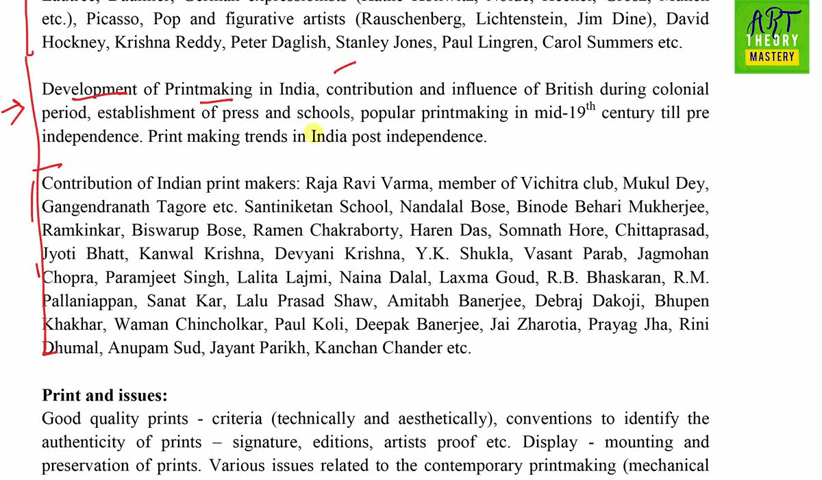 etc.), Picasso, Pop and figurative artists (Rauschenberg, Lichtenstein, Jim Dine), David
Hockney, Krishna Reddy, Peter Daglish, Stanley Jones, Paul Lingren, Carol Summers etc.
ART
THEORY
MASTERY
Development of Printmaking in India, contribution and influence of British during colonial
period, establishment of press and schools, popular printmaking in mid-19th century till pre
independence. Print making trends in India post independence.
Contribution of Indian print makers: Raja Ravi Varma, member of Vichitra club, Mukul Dey,
Gangendranath Tagore etc. Santiniketan School, Nandalal Bose, Binode Behari Mukherjee,
Ramkinkar, Biswarup Bose, Ramen Chakraborty, Haren Das, Somnath Hore, Chittaprasad,
Jyoti Bhatt, Kanwal Krishna, Devyani Krishna, Y.K. Shukla, Vasant Parab, Jagmohan
Chopra, Paramjeet Singh, Lalita Lajmi, Naina Dalal, Laxma Goud, R.B. Bhaskaran, R.M.
Pallaniappan, Sanat Kar, Lalu Prasad Shaw, Amitabh Banerjee, Debraj Dakoji, Bhupen
Khakhar, Waman Chincholkar, Paul Koli, Deepak Banerjee, Jai Zharotia, Prayag Jha, Rini
Dhumal, Anupam Sud, Jayant Parikh, Kanchan Chander etc.
Print and issues:
Good quality prints - criteria (technically and aesthetically), conventions to identify the
authenticity of prints – signature, editions, artists proof etc. Display - mounting and
preservation of prints. Various issues related to the contemporary printmaking (mechanical